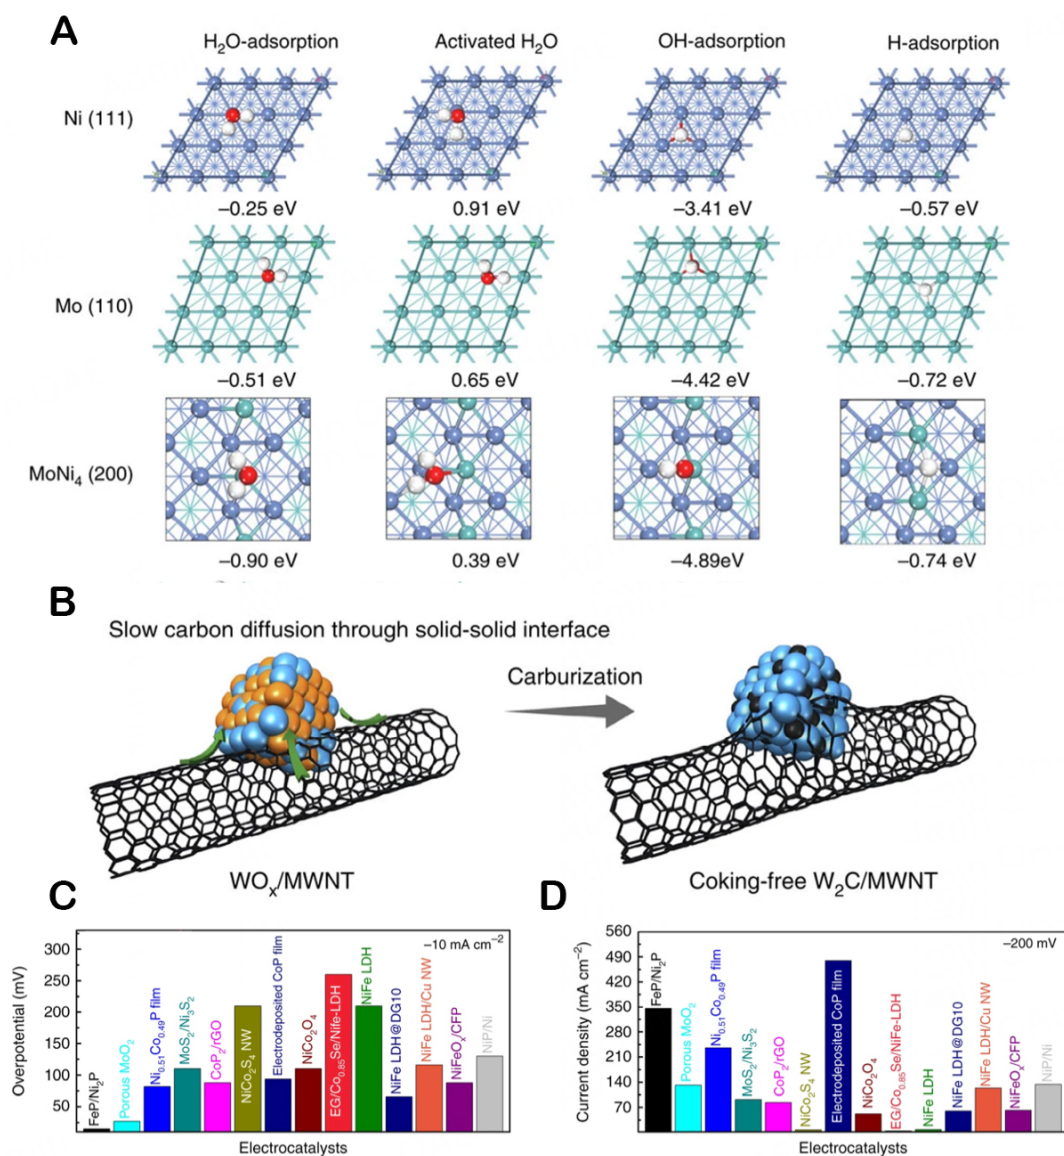 A
H₂O-adsorption Activated H₂O OH-adsorption H-adsorption
Ni (111)
−0.25 eV 0.91 eV −3.41 eV −0.57 eV
Mo (110)
−0.51 eV 0.65 eV −4.42 eV −0.72 eV
MoNi₄ (200)
−0.90 eV 0.39 eV −4.89eV −0.74 eV
B
Slow carbon diffusion through solid-solid interface
Carburization
WOₓ/MWNT
Coking-free W₂C/MWNT
C
−10 mA cm⁻²
Overpotential (mV)
300
250
200
150
100
50
FeP/Ni₂P
Porous MoO₂
Ni₀.₅₁Co₀.₄₉P film
MoS₂/Ni₃S₂
CoP₂/rGO
NiCo₂S₄ NW
Electrodeposited CoP film
NiCo₂O₄
EG/Co₀.₈₅Se/Nife-LDH
NiFe LDH
NiFe LDH@DG10
NiFe LDH/Cu NW
NiFeOₓ/CFP
NiP/Ni
Electrocatalysts
D
−200 mV
Current density (mA cm⁻²)
560
490
420
350
280
210
140
70
FeP/Ni₂P
Porous MoO₂
Ni₀.₅₁Co₀.₄₉P film
MoS₂/Ni₃S₂
CoP₂/rGO
NiCo₂S₄ NW
Electrodeposited CoP film
NiCo₂O₄
EG/Co₀.₈₅Se/NiFe-LDH
NiFe LDH
NiFe LDH@DG10
NiFe LDH/Cu NW
NiFeOₓ/CFP
NiP/Ni
Electrocatalysts